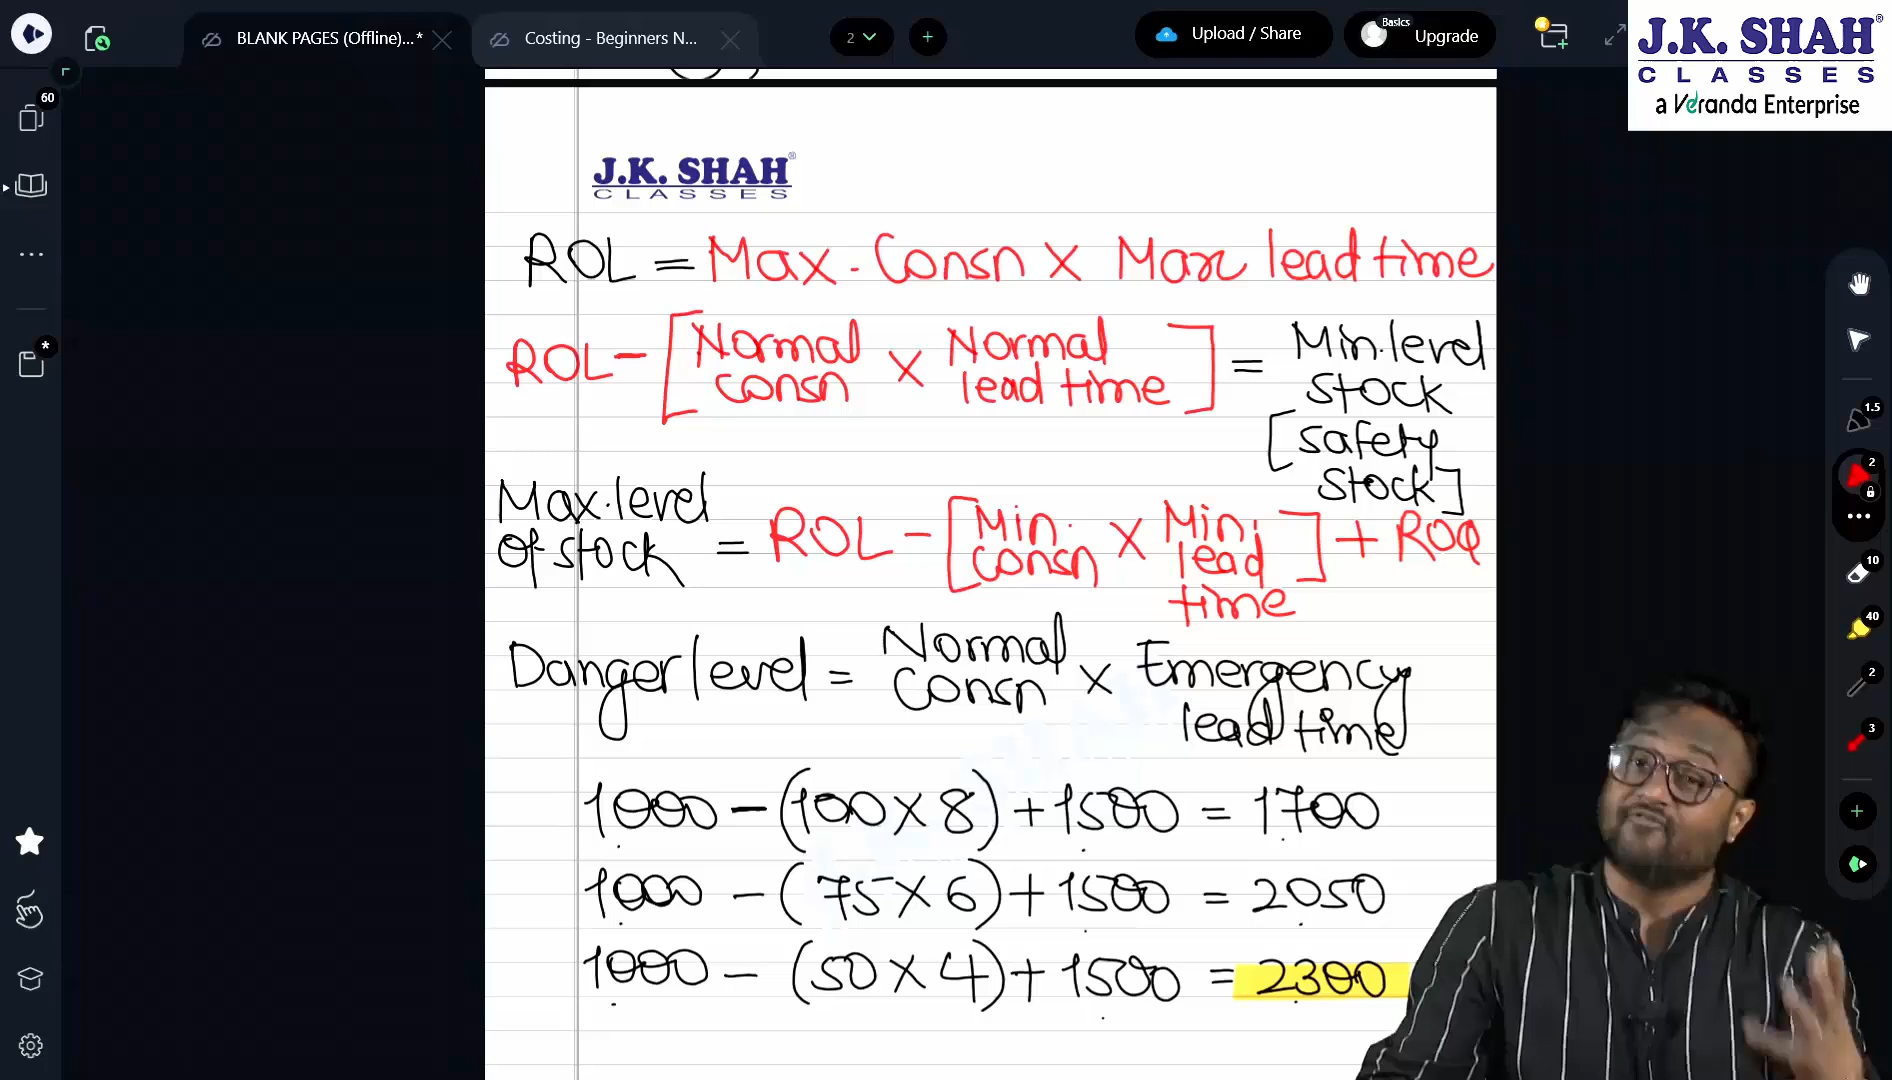 BLANK PAGES (Offline)...*
Costing - Beginners N...
2
Upload / Share
Basics
Upgrade
J.K. SHAH®
CLASSES
a Veranda Enterprise
60
J.K. SHAH®
CLASSES
ROL = Max. Consn X Max lead time
ROL - [Normal consn X Normal lead time] = Min. level stock [safety stock]
Max. level of stock = ROL - [Min. consn X Min. lead time] + ROQ
Danger level = Normal Consn X Emergency lead time
1000 - (100 X 8) + 1500 = 1700
1000 - (75 X 6) + 1500 = 2050
1000 - (50 X 4) + 1500 = 2300
1.5
2
10
40
2
3